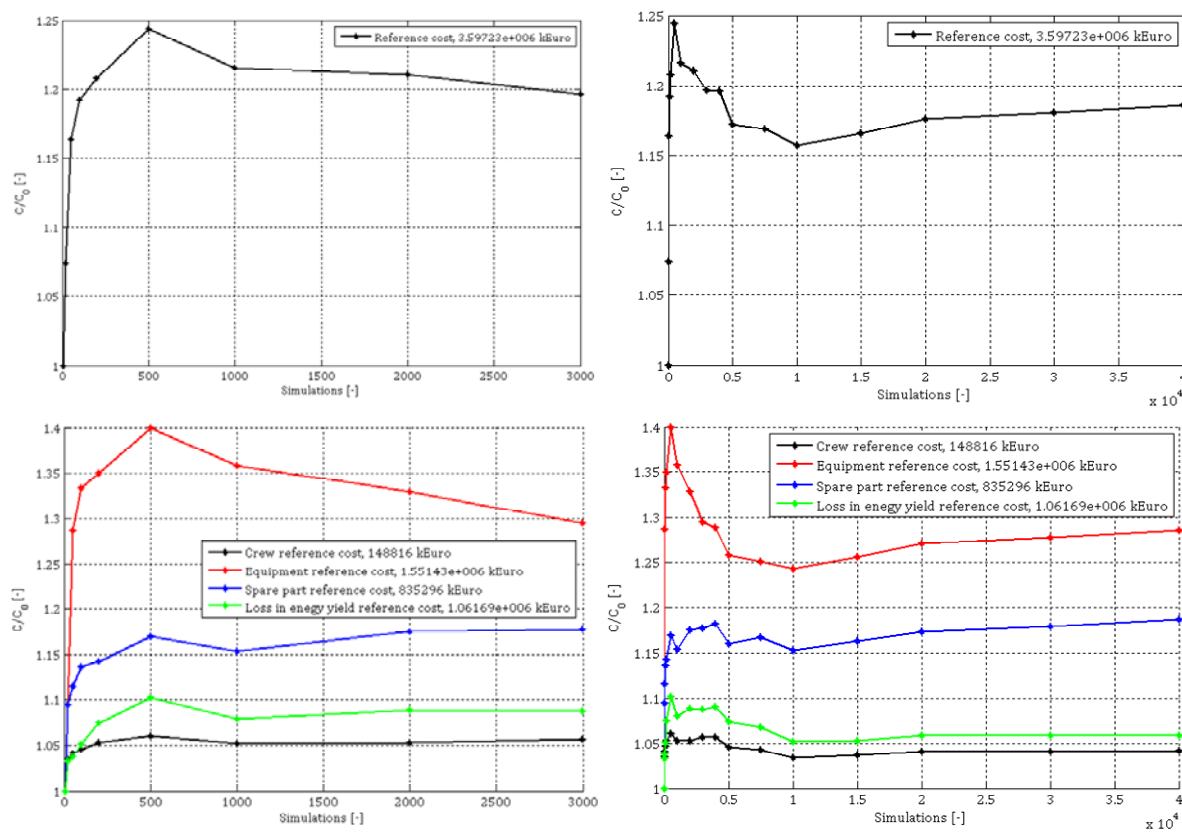 1.25
1.2
1.15
1.1
1.05
1
C/C0 [-]
Reference cost, 3.59723e+006 kEuro
0 500 1000 1500 2000 2500 3000
Simulations [-]
1.25
1.2
1.15
1.1
1.05
1
C/C0 [-]
Reference cost, 3.59723e+006 kEuro
0 0.5 1 1.5 2 2.5 3 3.5 4
Simulations [-]
x 10^4
1.4
1.35
1.3
1.25
1.2
1.15
1.1
1.05
1
C/C0 [-]
Crew reference cost, 148816 kEuro
Equipment reference cost, 1.55143e+006 kEuro
Spare part reference cost, 835296 kEuro
Loss in enegy yield reference cost, 1.06169e+006 kEuro
0 500 1000 1500 2000 2500 3000
Simulations [-]
1.4
1.35
1.3
1.25
1.2
1.15
1.1
1.05
1
C/C0 [-]
Crew reference cost, 148816 kEuro
Equipment reference cost, 1.55143e+006 kEuro
Spare part reference cost, 835296 kEuro
Loss in enegy yield reference cost, 1.06169e+006 kEuro
0 0.5 1 1.5 2 2.5 3 3.5 4
Simulations [-]
x 10^4